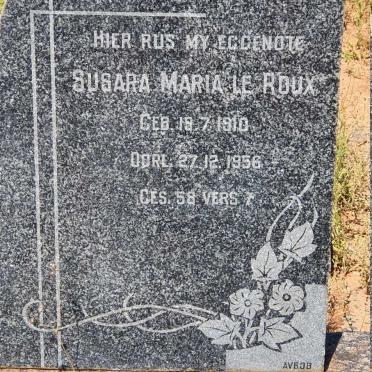 HIER RUS MY EGGENOTE
SUSARA MARIA LE ROUX
GEB. 19.7.1910
OORL. 27.12.1956
GES. 58 VERS 7
AVBOB